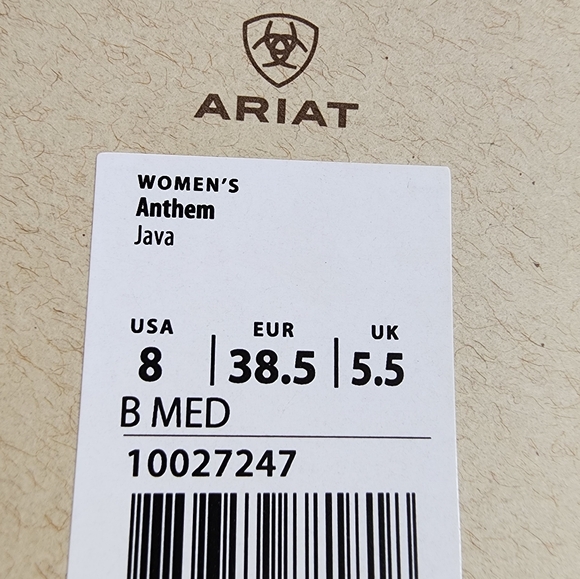 ARIAT
WOMEN'S
Anthem
Java
USA EUR UK
8 | 38.5 | 5.5
B MED
10027247